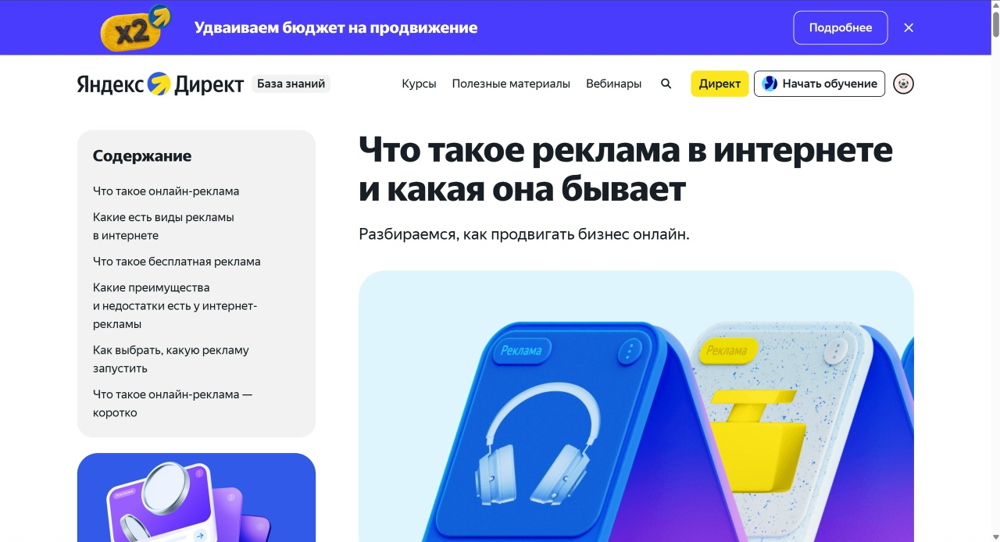 x2
Удваиваем бюджет на продвижение
Подробнее
Яндекс Директ
База знаний
Курсы
Полезные материалы
Вебинары
Директ
Начать обучение
Содержание
Что такое онлайн-реклама
Какие есть виды рекламы
в интернете
Что такое бесплатная реклама
Какие преимущества
и недостатки есть у интернет-
рекламы
Как выбрать, какую рекламу
запустить
Что такое онлайн-реклама —
коротко
Что такое реклама в интернете
и какая она бывает
Разбираемся, как продвигать бизнес онлайн.
Реклама
Реклама
РЕКЛАМА